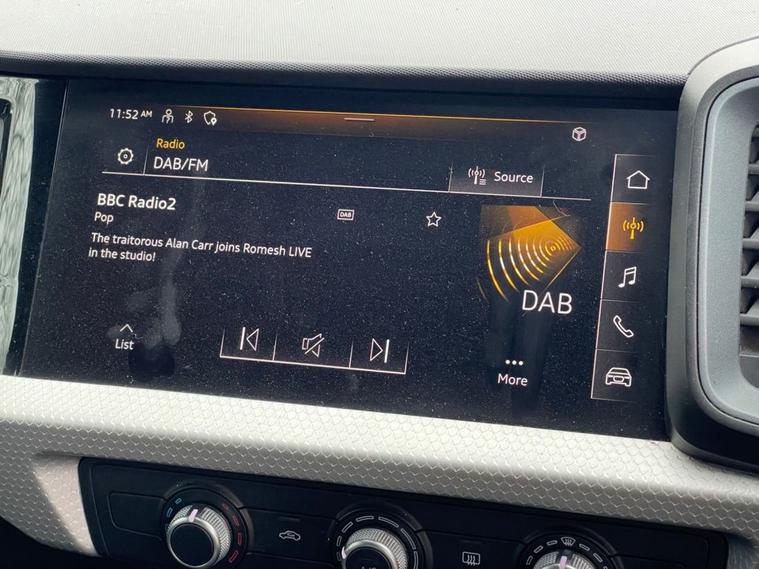 11:52 AM
Radio
DAB/FM
Source
BBC Radio2
DAB
Pop
The traitorous Alan Carr joins Romesh LIVE
in the studio!
DAB
List
More